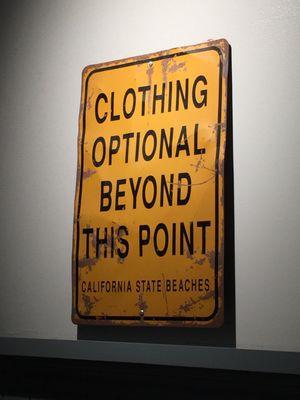 CLOTHING
OPTIONAL
BEYOND
THIS POINT
CALIFORNIA STATE BEACHES